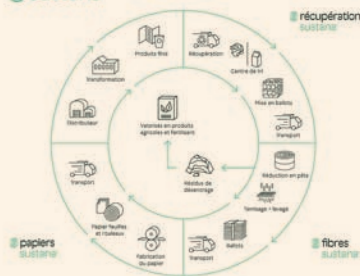 récupération
sustana
Produits finis
Récupération
Centre de tri
Transformation
Mise en ballots
Distributeur
Valorisés en produits
agricoles et fertilisant
Transport
Transport
Résidus de
désencrage
Réduction en pâte
Tamisage + lavage
Papier feuilles
et rouleaux
Fabrication
du papier
Transport
Ballots
papiers
sustana
fibres
sustana